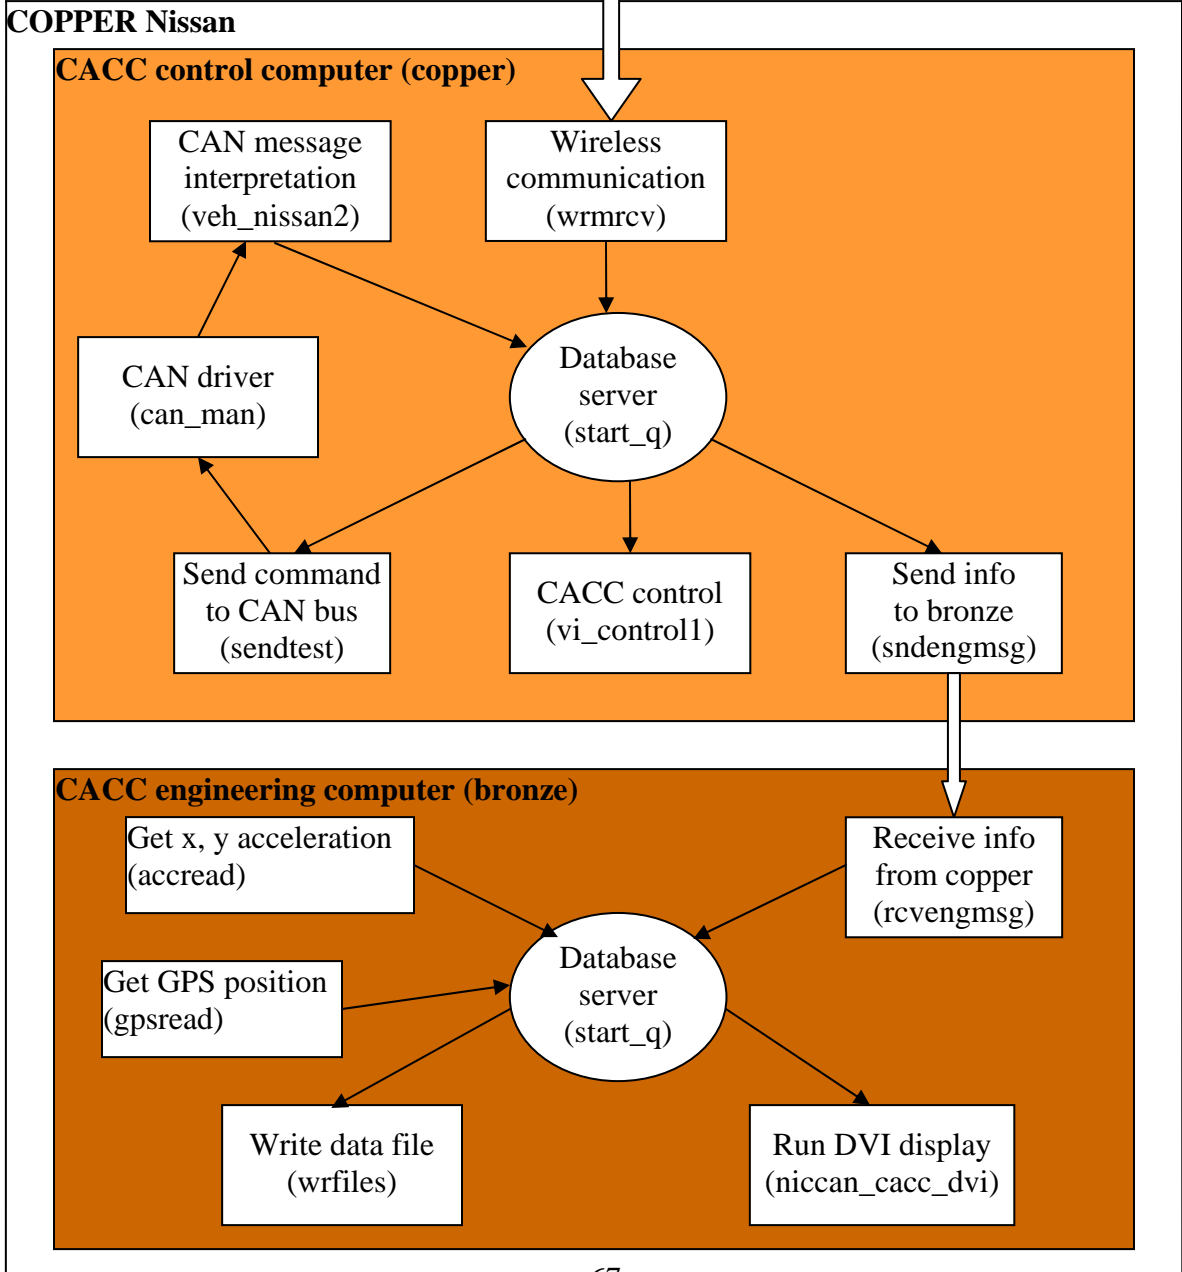 COPPER Nissan
CACC control computer (copper)
CAN message
interpretation
(veh_nissan2)
Wireless
communication
(wrmrcv)
CAN driver
(can_man)
Database
server
(start_q)
Send command
to CAN bus
(sendtest)
CACC control
(vi_control1)
Send info
to bronze
(sndengmsg)
CACC engineering computer (bronze)
Get x, y acceleration
(accread)
Receive info
from copper
(rcvengmsg)
Get GPS position
(gpsread)
Database
server
(start_q)
Write data file
(wrfiles)
Run DVI display
(niccan_cacc_dvi)